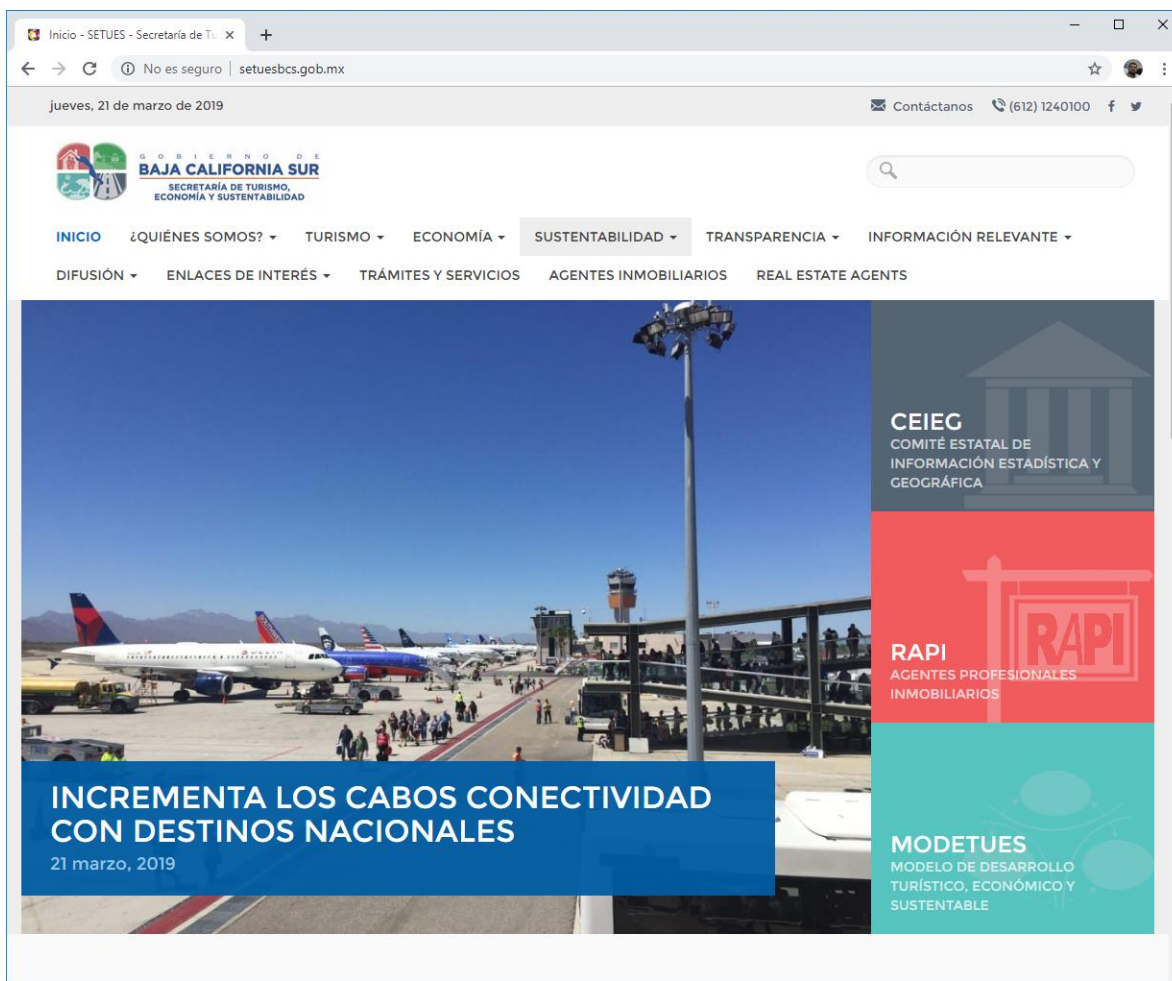 Inicio - SETUES - Secretaría de Tu
No es seguro | setuesbcs.gob.mx
jueves, 21 de marzo de 2019 Contáctanos (612) 1240100
GOBIERNO DE
BAJA CALIFORNIA SUR
SECRETARÍA DE TURISMO,
ECONOMÍA Y SUSTENTABILIDAD
INICIO ¿QUIÉNES SOMOS? TURISMO ECONOMÍA SUSTENTABILIDAD TRANSPARENCIA INFORMACIÓN RELEVANTE
DIFUSIÓN ENLACES DE INTERÉS TRÁMITES Y SERVICIOS AGENTES INMOBILIARIOS REAL ESTATE AGENTS
CEIEG
COMITÉ ESTATAL DE
INFORMACIÓN ESTADÍSTICA Y
GEOGRÁFICA
RAPI
RAPI
AGENTES PROFESIONALES
INMOBILIARIOS
INCREMENTA LOS CABOS CONECTIVIDAD
CON DESTINOS NACIONALES
21 marzo, 2019
MODETUES
MODELO DE DESARROLLO
TURÍSTICO, ECONÓMICO Y
SUSTENTABLE